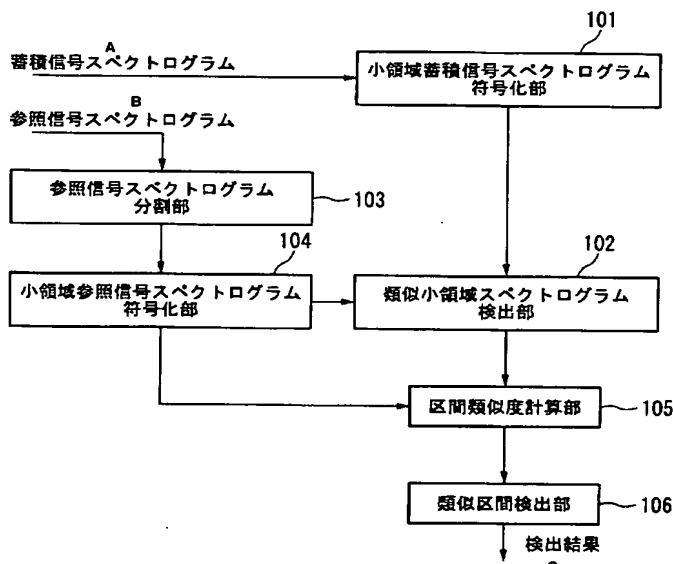 101
A
蓄積信号スペクトログラム
小領域蓄積信号スペクトログラム
符号化部
B
参照信号スペクトログラム
参照信号スペクトログラム
分割部
103
104
102
小領域参照信号スペクトログラム
符号化部
類似小領域スペクトログラム
検出部
区間類似度計算部
105
類似区間検出部
106
検出結果